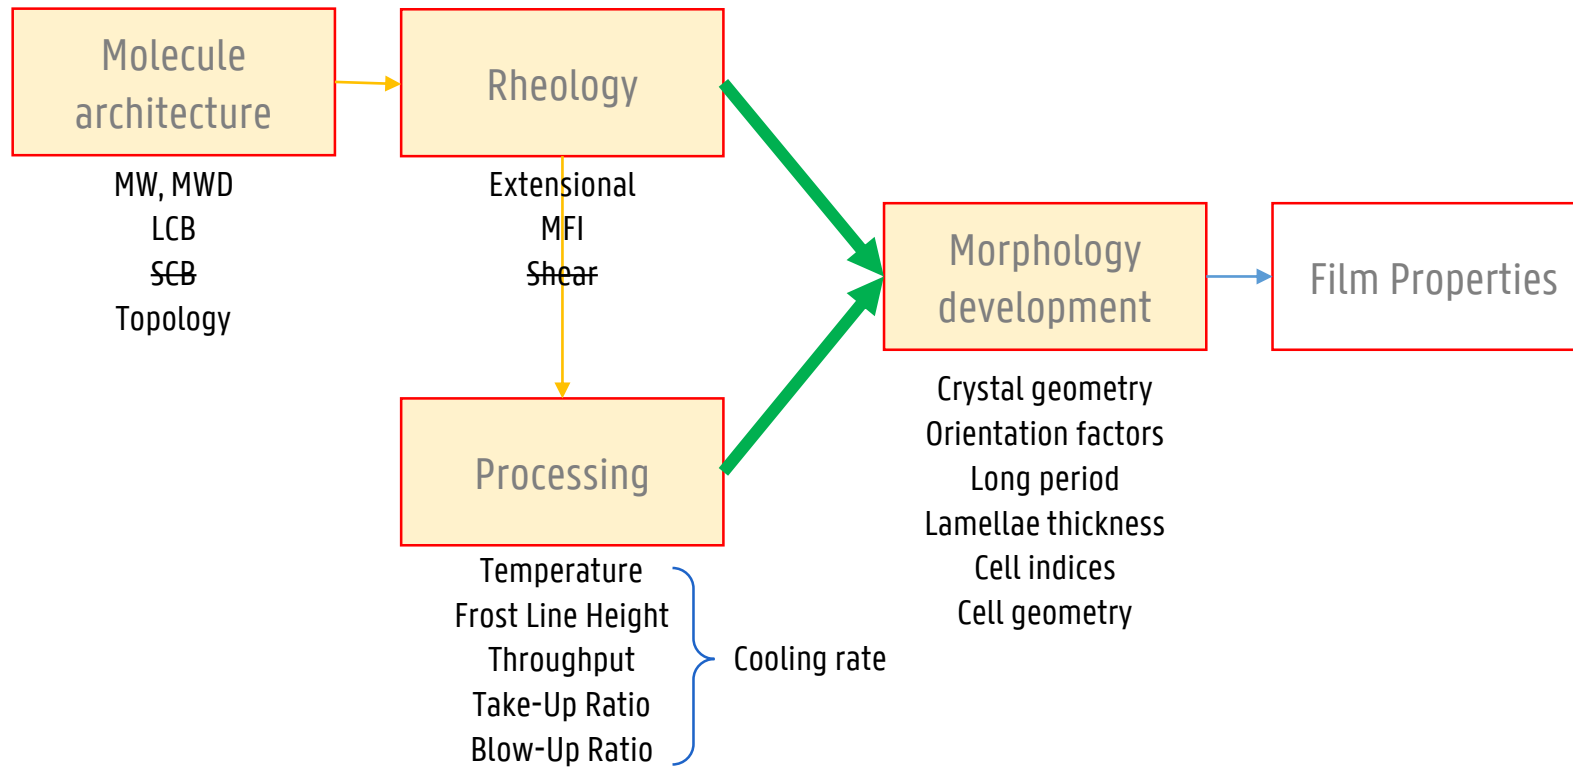 Molecule
architecture
MW, MWD
LCB
SCB
Topology
Rheology
Extensional
MFI
Shear
Processing
Temperature
Frost Line Height
Throughput
Take-Up Ratio
Blow-Up Ratio
Cooling rate
Morphology
development
Crystal geometry
Orientation factors
Long period
Lamellae thickness
Cell indices
Cell geometry
Film Properties